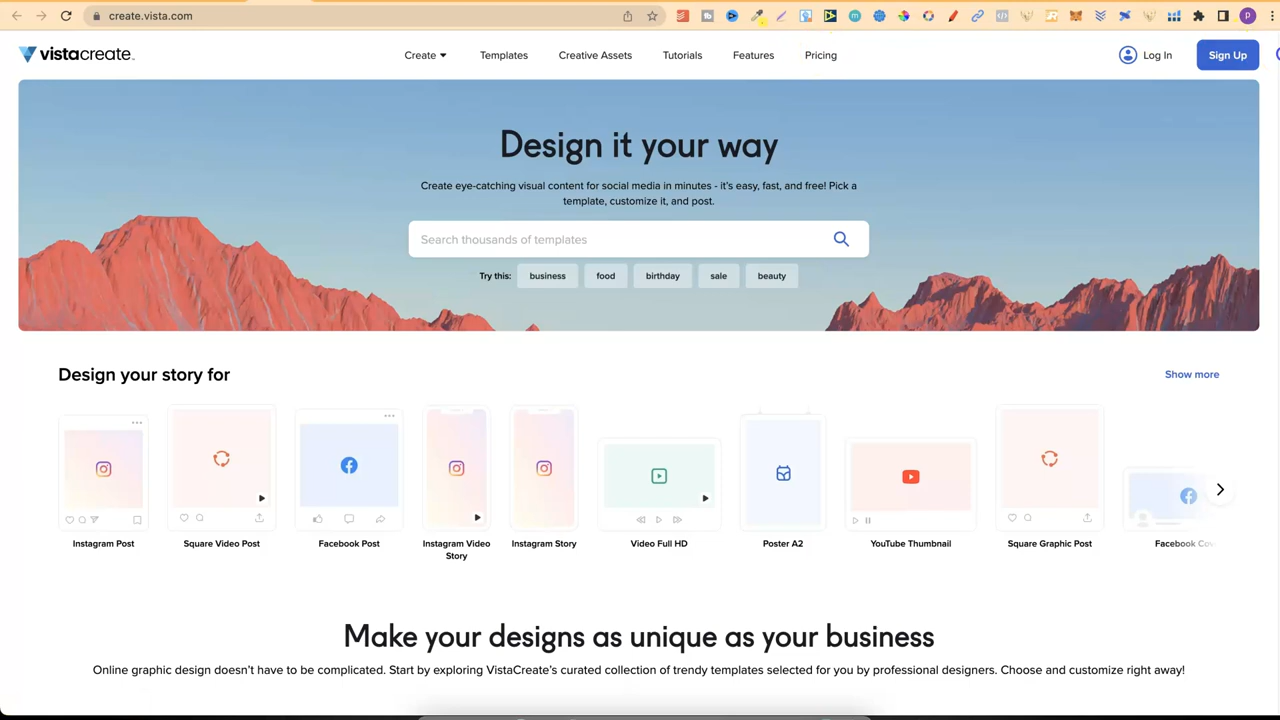 create.vista.com
P
vistacreate
Create
Templates
Creative Assets
Tutorials
Features
Pricing
Log In
Sign Up
Design it your way
Create eye-catching visual content for social media in minutes - it's easy, fast, and free! Pick a
template, customize it, and post.
Search thousands of templates
Try this:
business
food
birthday
sale
beauty
Design your story for
Show more
Instagram Post
Square Video Post
Facebook Post
Instagram Video
Story
Instagram Story
Video Full HD
Poster A2
YouTube Thumbnail
Square Graphic Post
Facebook Cov
Make your designs as unique as your business
Online graphic design doesn't have to be complicated. Start by exploring VistaCreate's curated collection of trendy templates selected for you by professional designers. Choose and customize right away!